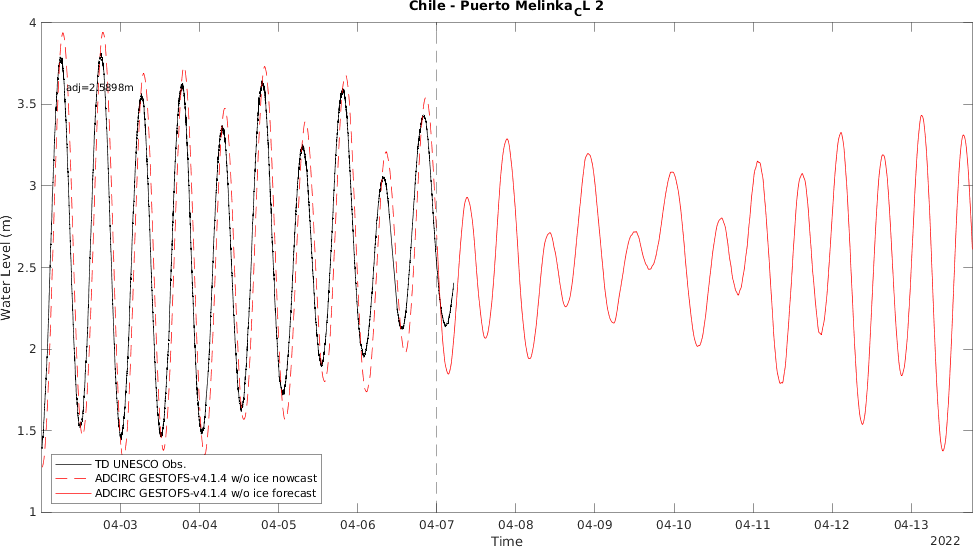 Chile - Puerto MelinkaCL 2
4
adj=2.5898m
3.5
3
Water Level (m)
2.5
2
1.5
TD UNESCO Obs.
ADCIRC GESTOFS-v4.1.4 w/o ice nowcast
ADCIRC GESTOFS-v4.1.4 w/o ice forecast
1
04-03 04-04 04-05 04-06 04-07 04-08 04-09 04-10 04-11 04-12 04-13
Time
2022